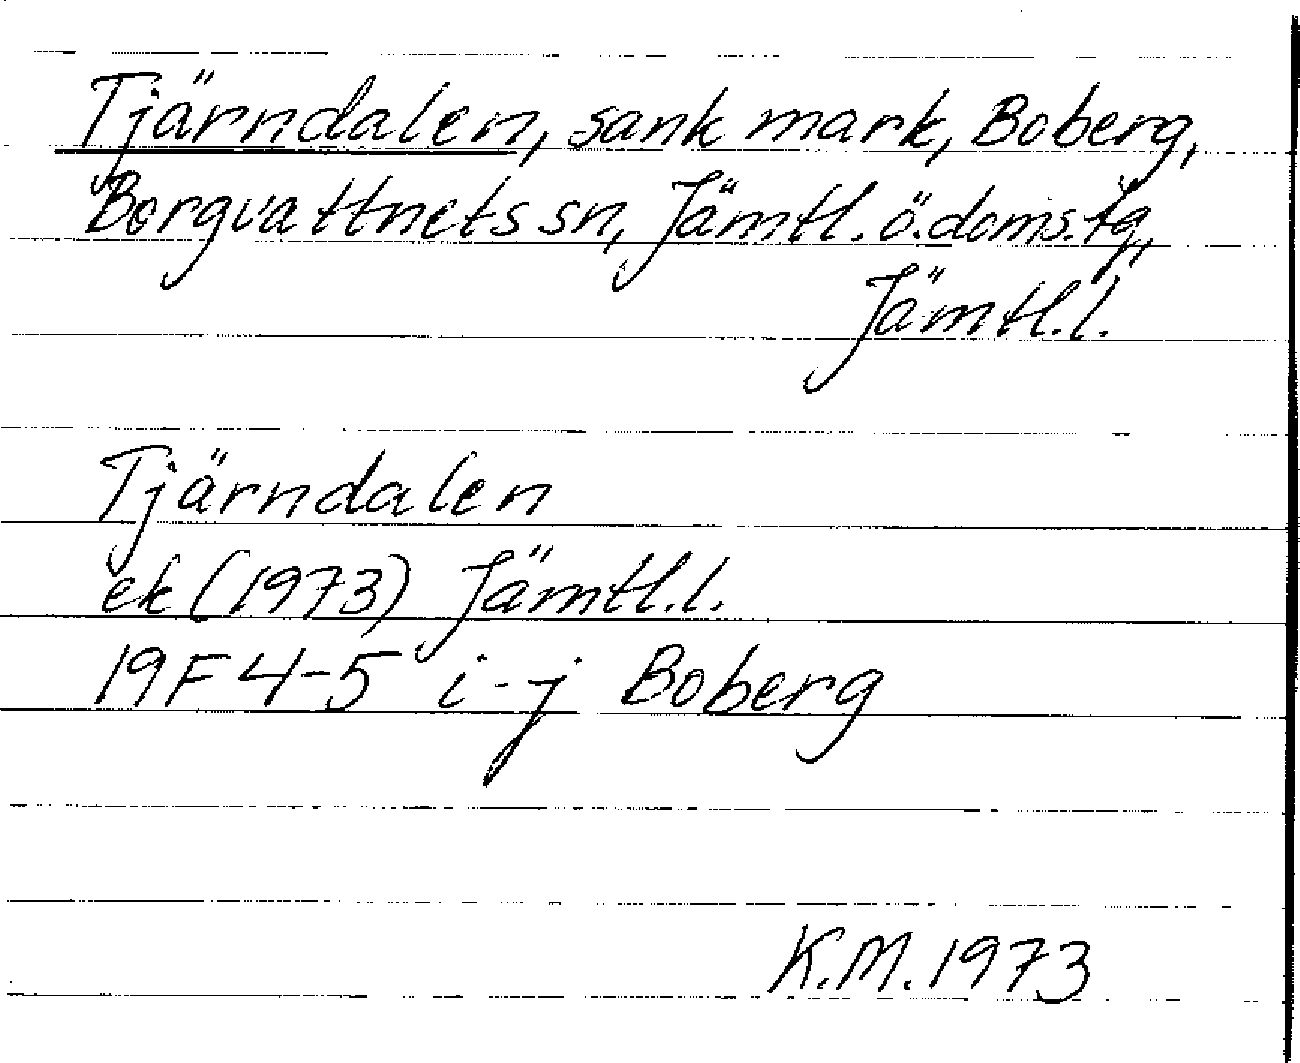 Tjärndalen, sank mark, Boberg,
Borgvattnets sn, Jämtl. ö. doms. tg,
Jämtl. l.
Tjärndalen
ek (1973) Jämtl. l.
19F 4-5 i-j Boberg
K.M. 1973